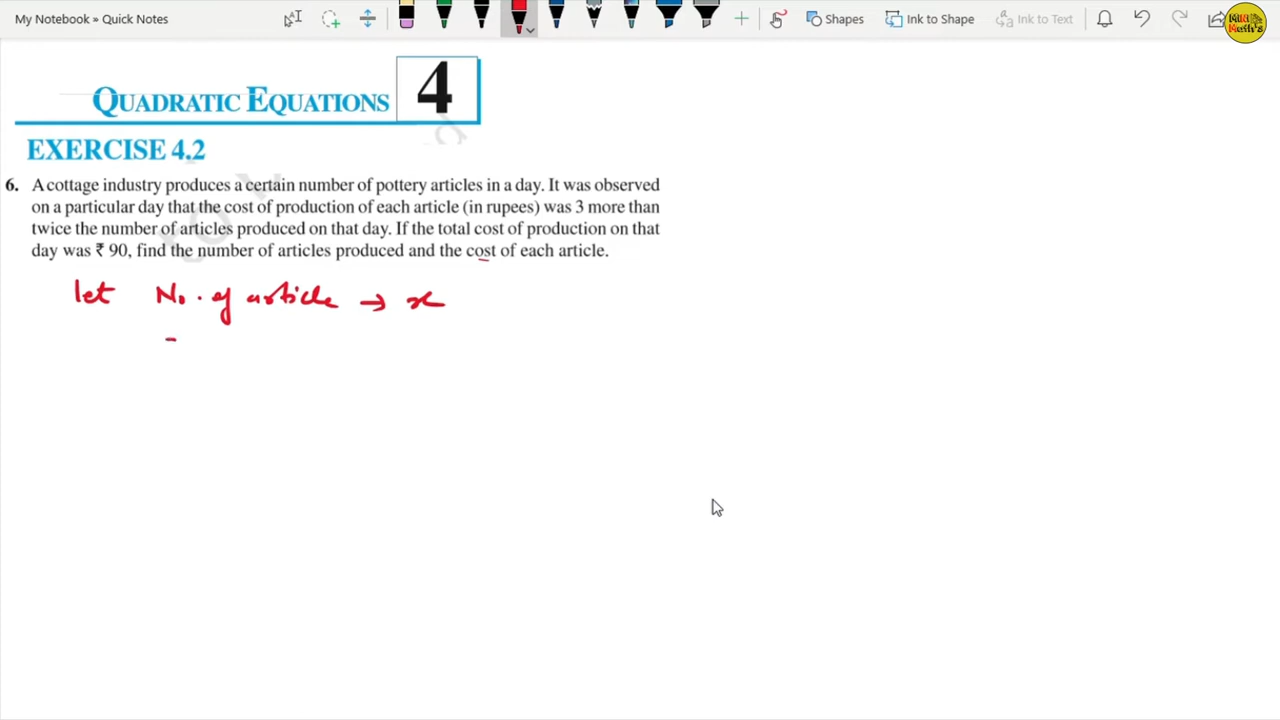 My Notebook » Quick Notes
Shapes
Ink to Shape
Ink to Text
QUADRATIC EQUATIONS 4
EXERCISE 4.2
6. A cottage industry produces a certain number of pottery articles in a day. It was observed
on a particular day that the cost of production of each article (in rupees) was 3 more than
twice the number of articles produced on that day. If the total cost of production on that
day was ₹ 90, find the number of articles produced and the cost of each article.
let No. of article → x